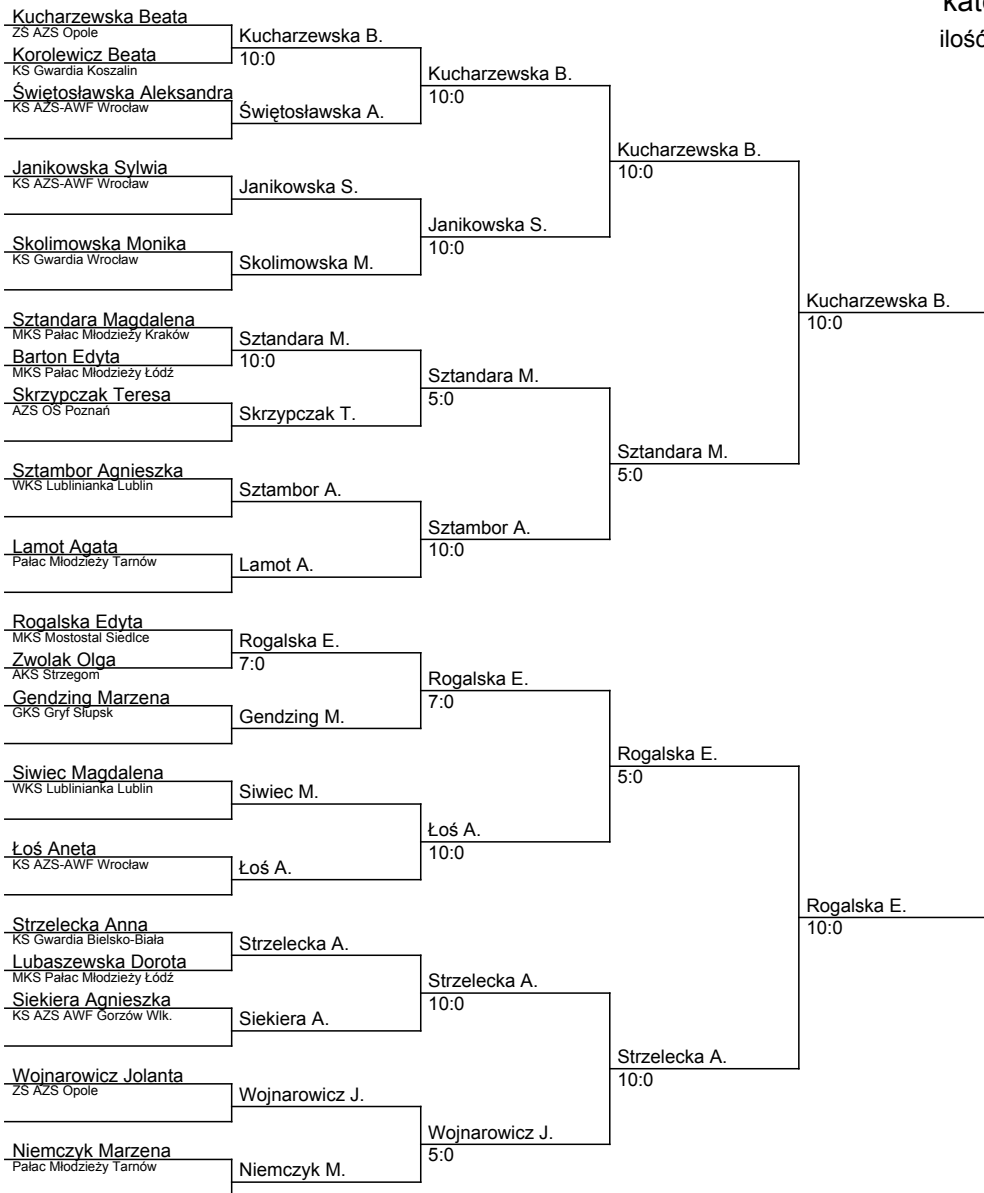 Kucharzewska Beata
ZS AZS Opole
Korolewicz Beata
KS Gwardia Koszalin
Świętosławska Aleksandra
KS AZS-AWF Wrocław
Janikowska Sylwia
KS AZS-AWF Wrocław
Skolimowska Monika
KS Gwardia Wrocław
Sztandara Magdalena
MKS Pałac Młodzieży Kraków
Barton Edyta
MKS Pałac Młodzieży Łódź
Skrzypczak Teresa
AZS OŚ Poznań
Sztambor Agnieszka
WKS Lublinianka Lublin
Lamot Agata
Pałac Młodzieży Tarnów
Rogalska Edyta
MKS Mostostal Siedlce
Zwolak Olga
AKS Strzegom
Gendzing Marzena
GKS Gryf Słupsk
Siwiec Magdalena
WKS Lublinianka Lublin
Łoś Aneta
KS AZS-AWF Wrocław
Strzelecka Anna
KS Gwardia Bielsko-Biała
Lubaszewska Dorota
MKS Pałac Młodzieży Łódź
Siekiera Agnieszka
KS AZS AWF Gorzów Wlk.
Wojnarowicz Jolanta
ZS AZS Opole
Niemczyk Marzena
Pałac Młodzieży Tarnów
Kucharzewska B.
10:0
Świętosławska A.
Janikowska S.
Skolimowska M.
Sztandara M.
10:0
Skrzypczak T.
Sztambor A.
Lamot A.
Rogalska E.
7:0
Gendzing M.
Siwiec M.
Łoś A.
Strzelecka A.
Siekiera A.
Wojnarowicz J.
Niemczyk M.
Kucharzewska B.
10:0
Janikowska S.
10:0
Sztandara M.
5:0
Sztambor A.
10:0
Rogalska E.
7:0
Łoś A.
10:0
Strzelecka A.
10:0
Wojnarowicz J.
5:0
Kucharzewska B.
10:0
Sztandara M.
5:0
Rogalska E.
5:0
Strzelecka A.
10:0
Kucharzewska B.
10:0
Rogalska E.
10:0